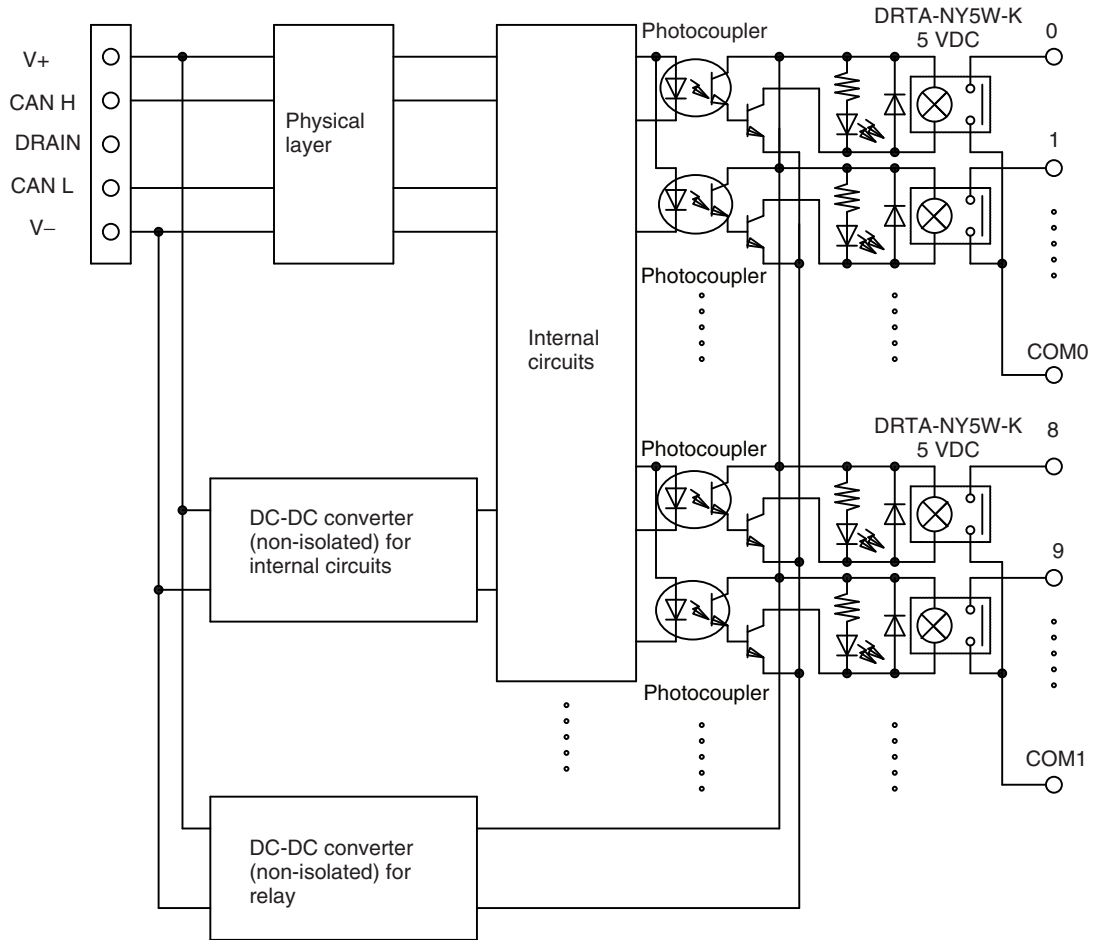 V+
CAN H
DRAIN
CAN L
V–
Physical
layer
Internal
circuits
Photocoupler
DRTA-NY5W-K
5 VDC
0
1
Photocoupler
COM0
Photocoupler
DRTA-NY5W-K
5 VDC
8
9
Photocoupler
COM1
DC-DC converter
(non-isolated) for
internal circuits
DC-DC converter
(non-isolated) for
relay